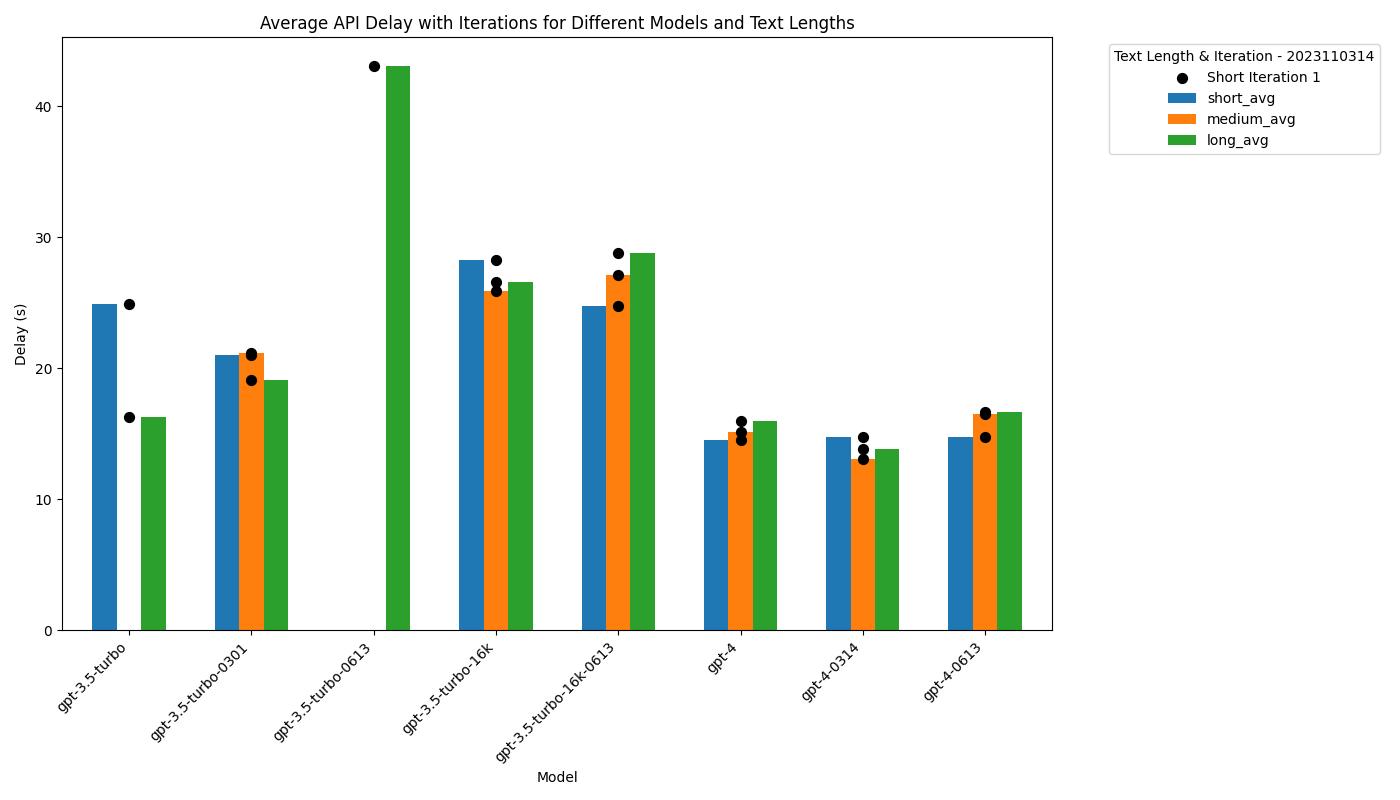 Average API Delay with Iterations for Different Models and Text Lengths
Text Length & Iteration - 2023110314
Short Iteration 1
short_avg
medium_avg
long_avg
Delay (s)
40
30
20
10
0
gpt-3.5-turbo
gpt-3.5-turbo-0301
gpt-3.5-turbo-0613
gpt-3.5-turbo-16k
gpt-3.5-turbo-16k-0613
gpt-4
gpt-4-0314
gpt-4-0613
Model